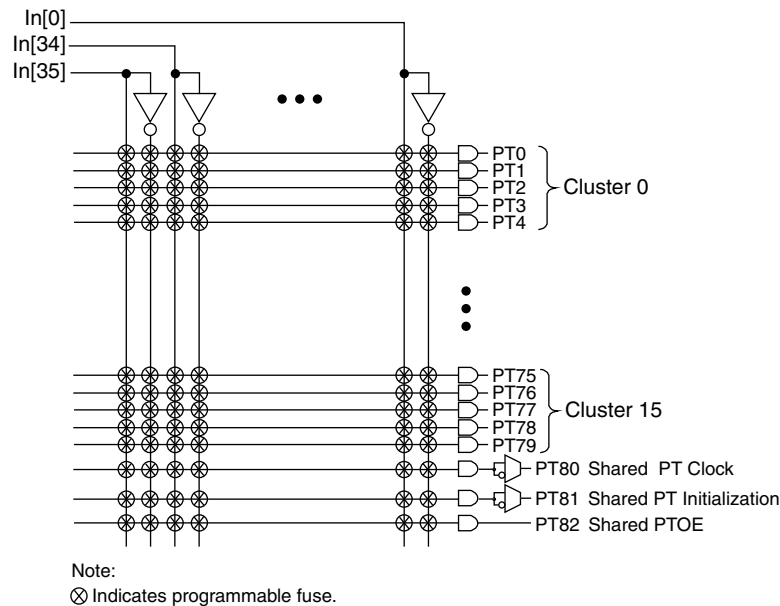 In[0]
In[34]
In[35]
PT0
PT1
PT2
PT3
PT4
Cluster 0
PT75
PT76
PT77
PT78
PT79
Cluster 15
PT80 Shared PT Clock
PT81 Shared PT Initialization
PT82 Shared PTOE
Note:
Indicates programmable fuse.